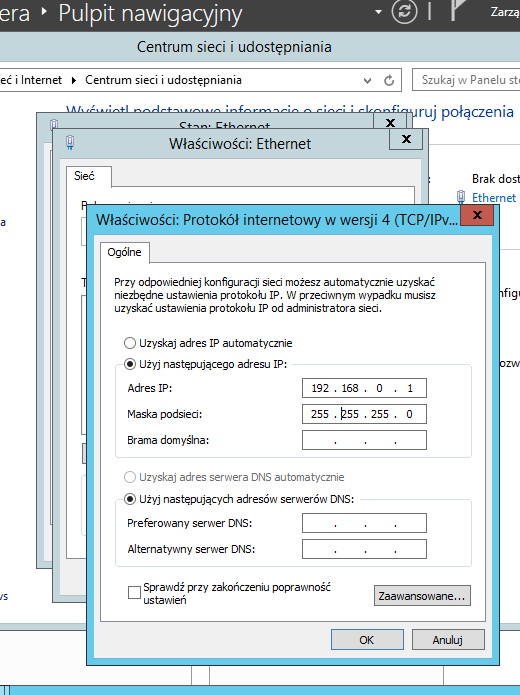 era ▸ Pulpit nawigacyjny
Zarzą
Centrum sieci i udostępniania
eć i Internet ▸ Centrum sieci i udostępniania
Szukaj w Panelu ste
Wyświetl podstawowe informacje o sieci i skonfiguruj połączenia
Stan: Ethernet
X
Właściwości: Ethernet
X
Sieć
Brak dost
Ethernet
a
Właściwości: Protokół internetowy w wersji 4 (TCP/IPv...
X
Ogólne
Przy odpowiedniej konfiguracji sieci możesz automatycznie uzyskać
niezbędne ustawienia protokołu IP. W przeciwnym wypadku musisz
uzyskać ustawienia protokołu IP od administratora sieci.
Uzyskaj adres IP automatycznie
Użyj następującego adresu IP:
Adres IP:
192 . 168 . 0 . 1
Maska podsieci:
255 . 255 . 255 . 0
Brama domyślna:
. . .
Uzyskaj adres serwera DNS automatycznie
Użyj następujących adresów serwerów DNS:
Preferowany serwer DNS:
. . .
Alternatywny serwer DNS:
. . .
Sprawdź przy zakończeniu poprawność
ustawień
Zaawansowane...
OK
Anuluj